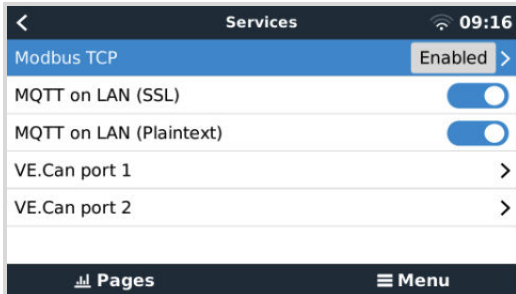 Services 09:16
Modbus TCP Enabled
MQTT on LAN (SSL)
MQTT on LAN (Plaintext)
VE.Can port 1
VE.Can port 2
Pages Menu